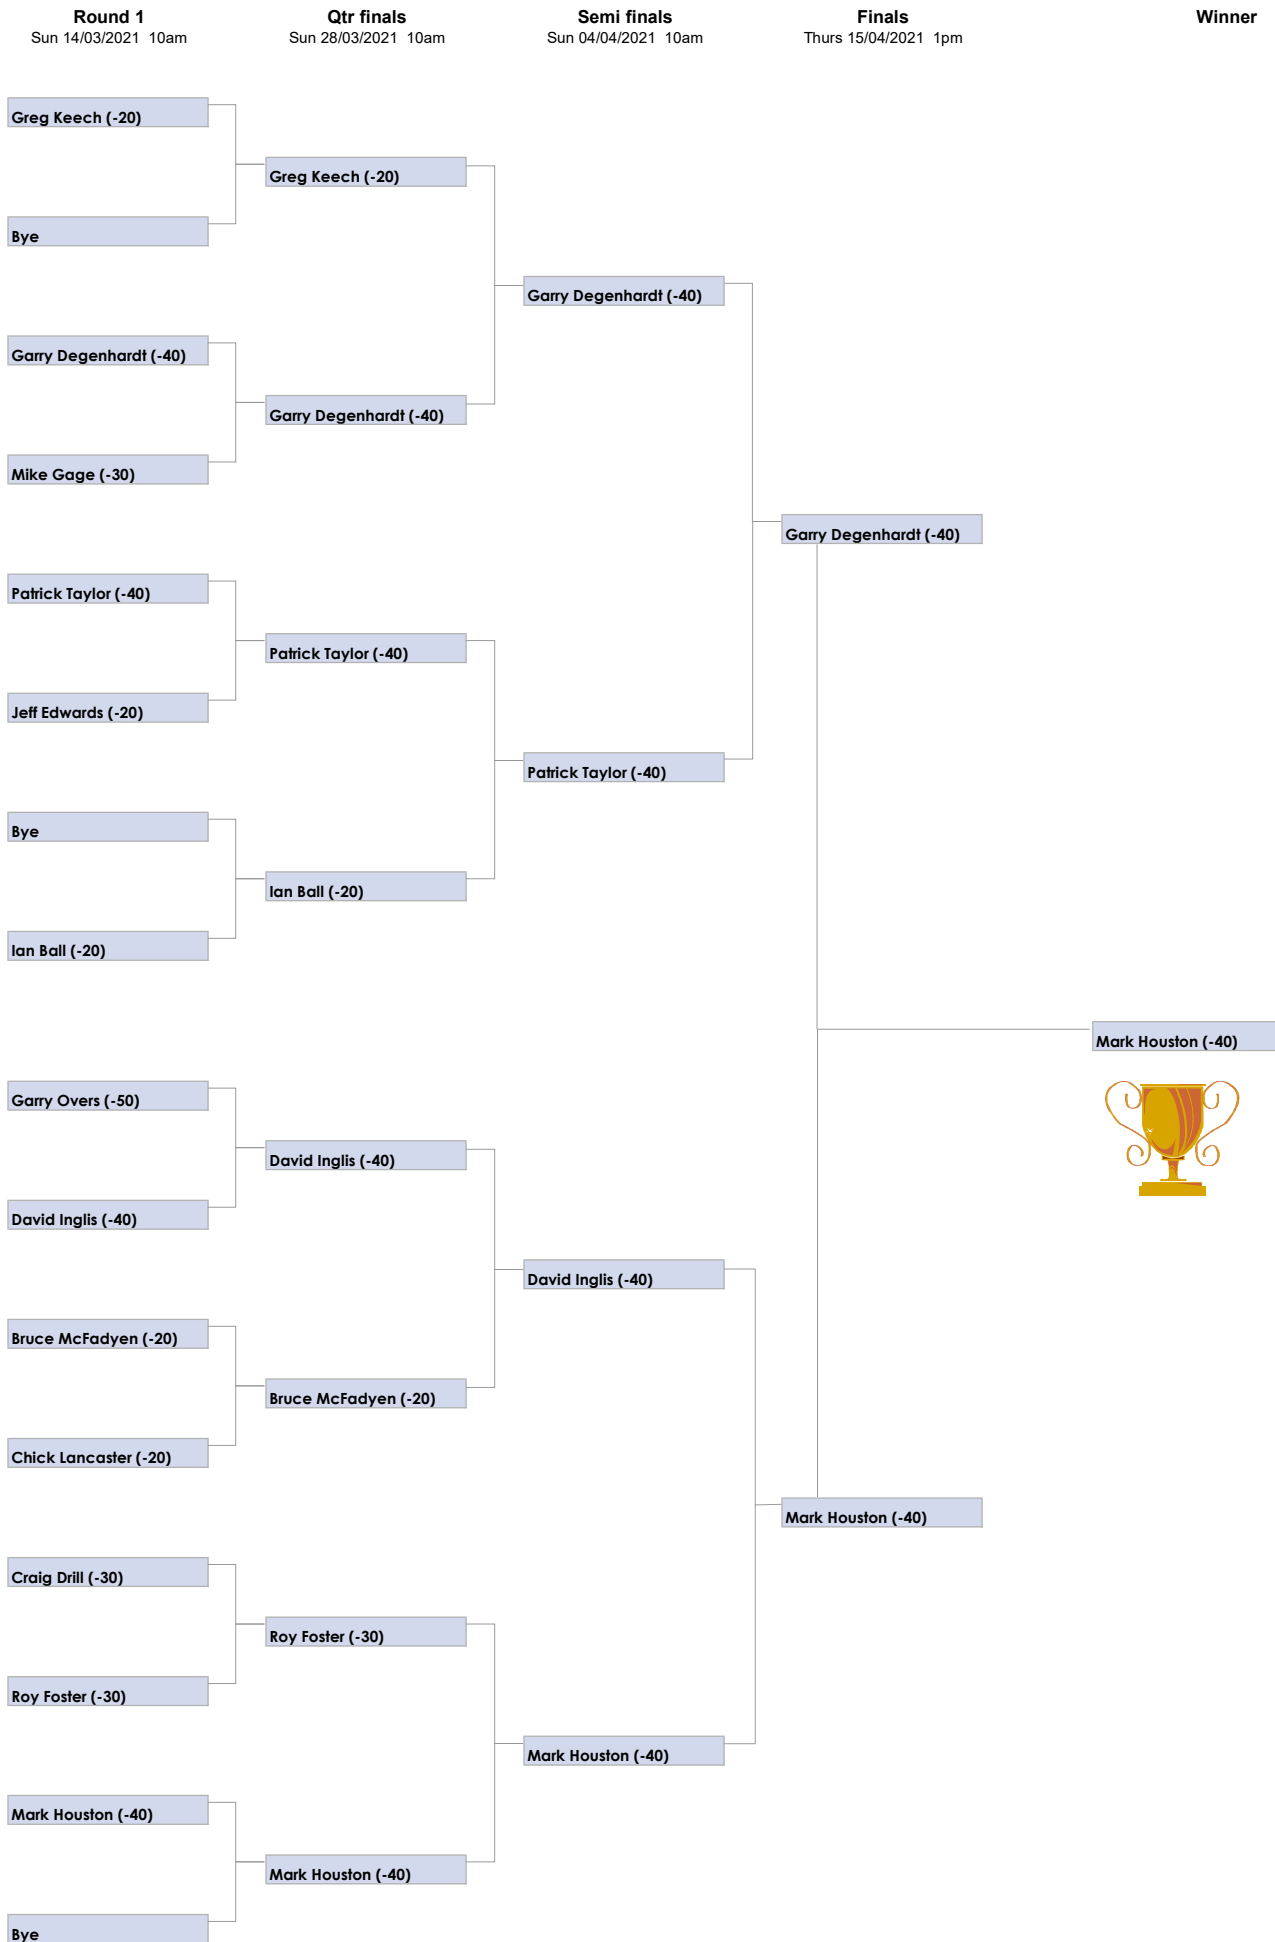 Round 1
Sun 14/03/2021 10am
Qtr finals
Sun 28/03/2021 10am
Semi finals
Sun 04/04/2021 10am
Finals
Thurs 15/04/2021 1pm
Winner
Greg Keech (-20)
Bye
Garry Degenhardt (-40)
Mike Gage (-30)
Patrick Taylor (-40)
Jeff Edwards (-20)
Bye
Ian Ball (-20)
Garry Overs (-50)
David Inglis (-40)
Bruce McFadyen (-20)
Chick Lancaster (-20)
Craig Drill (-30)
Roy Foster (-30)
Mark Houston (-40)
Bye
Greg Keech (-20)
Garry Degenhardt (-40)
Patrick Taylor (-40)
Ian Ball (-20)
David Inglis (-40)
Bruce McFadyen (-20)
Roy Foster (-30)
Mark Houston (-40)
Garry Degenhardt (-40)
Patrick Taylor (-40)
David Inglis (-40)
Mark Houston (-40)
Garry Degenhardt (-40)
Mark Houston (-40)
Mark Houston (-40)